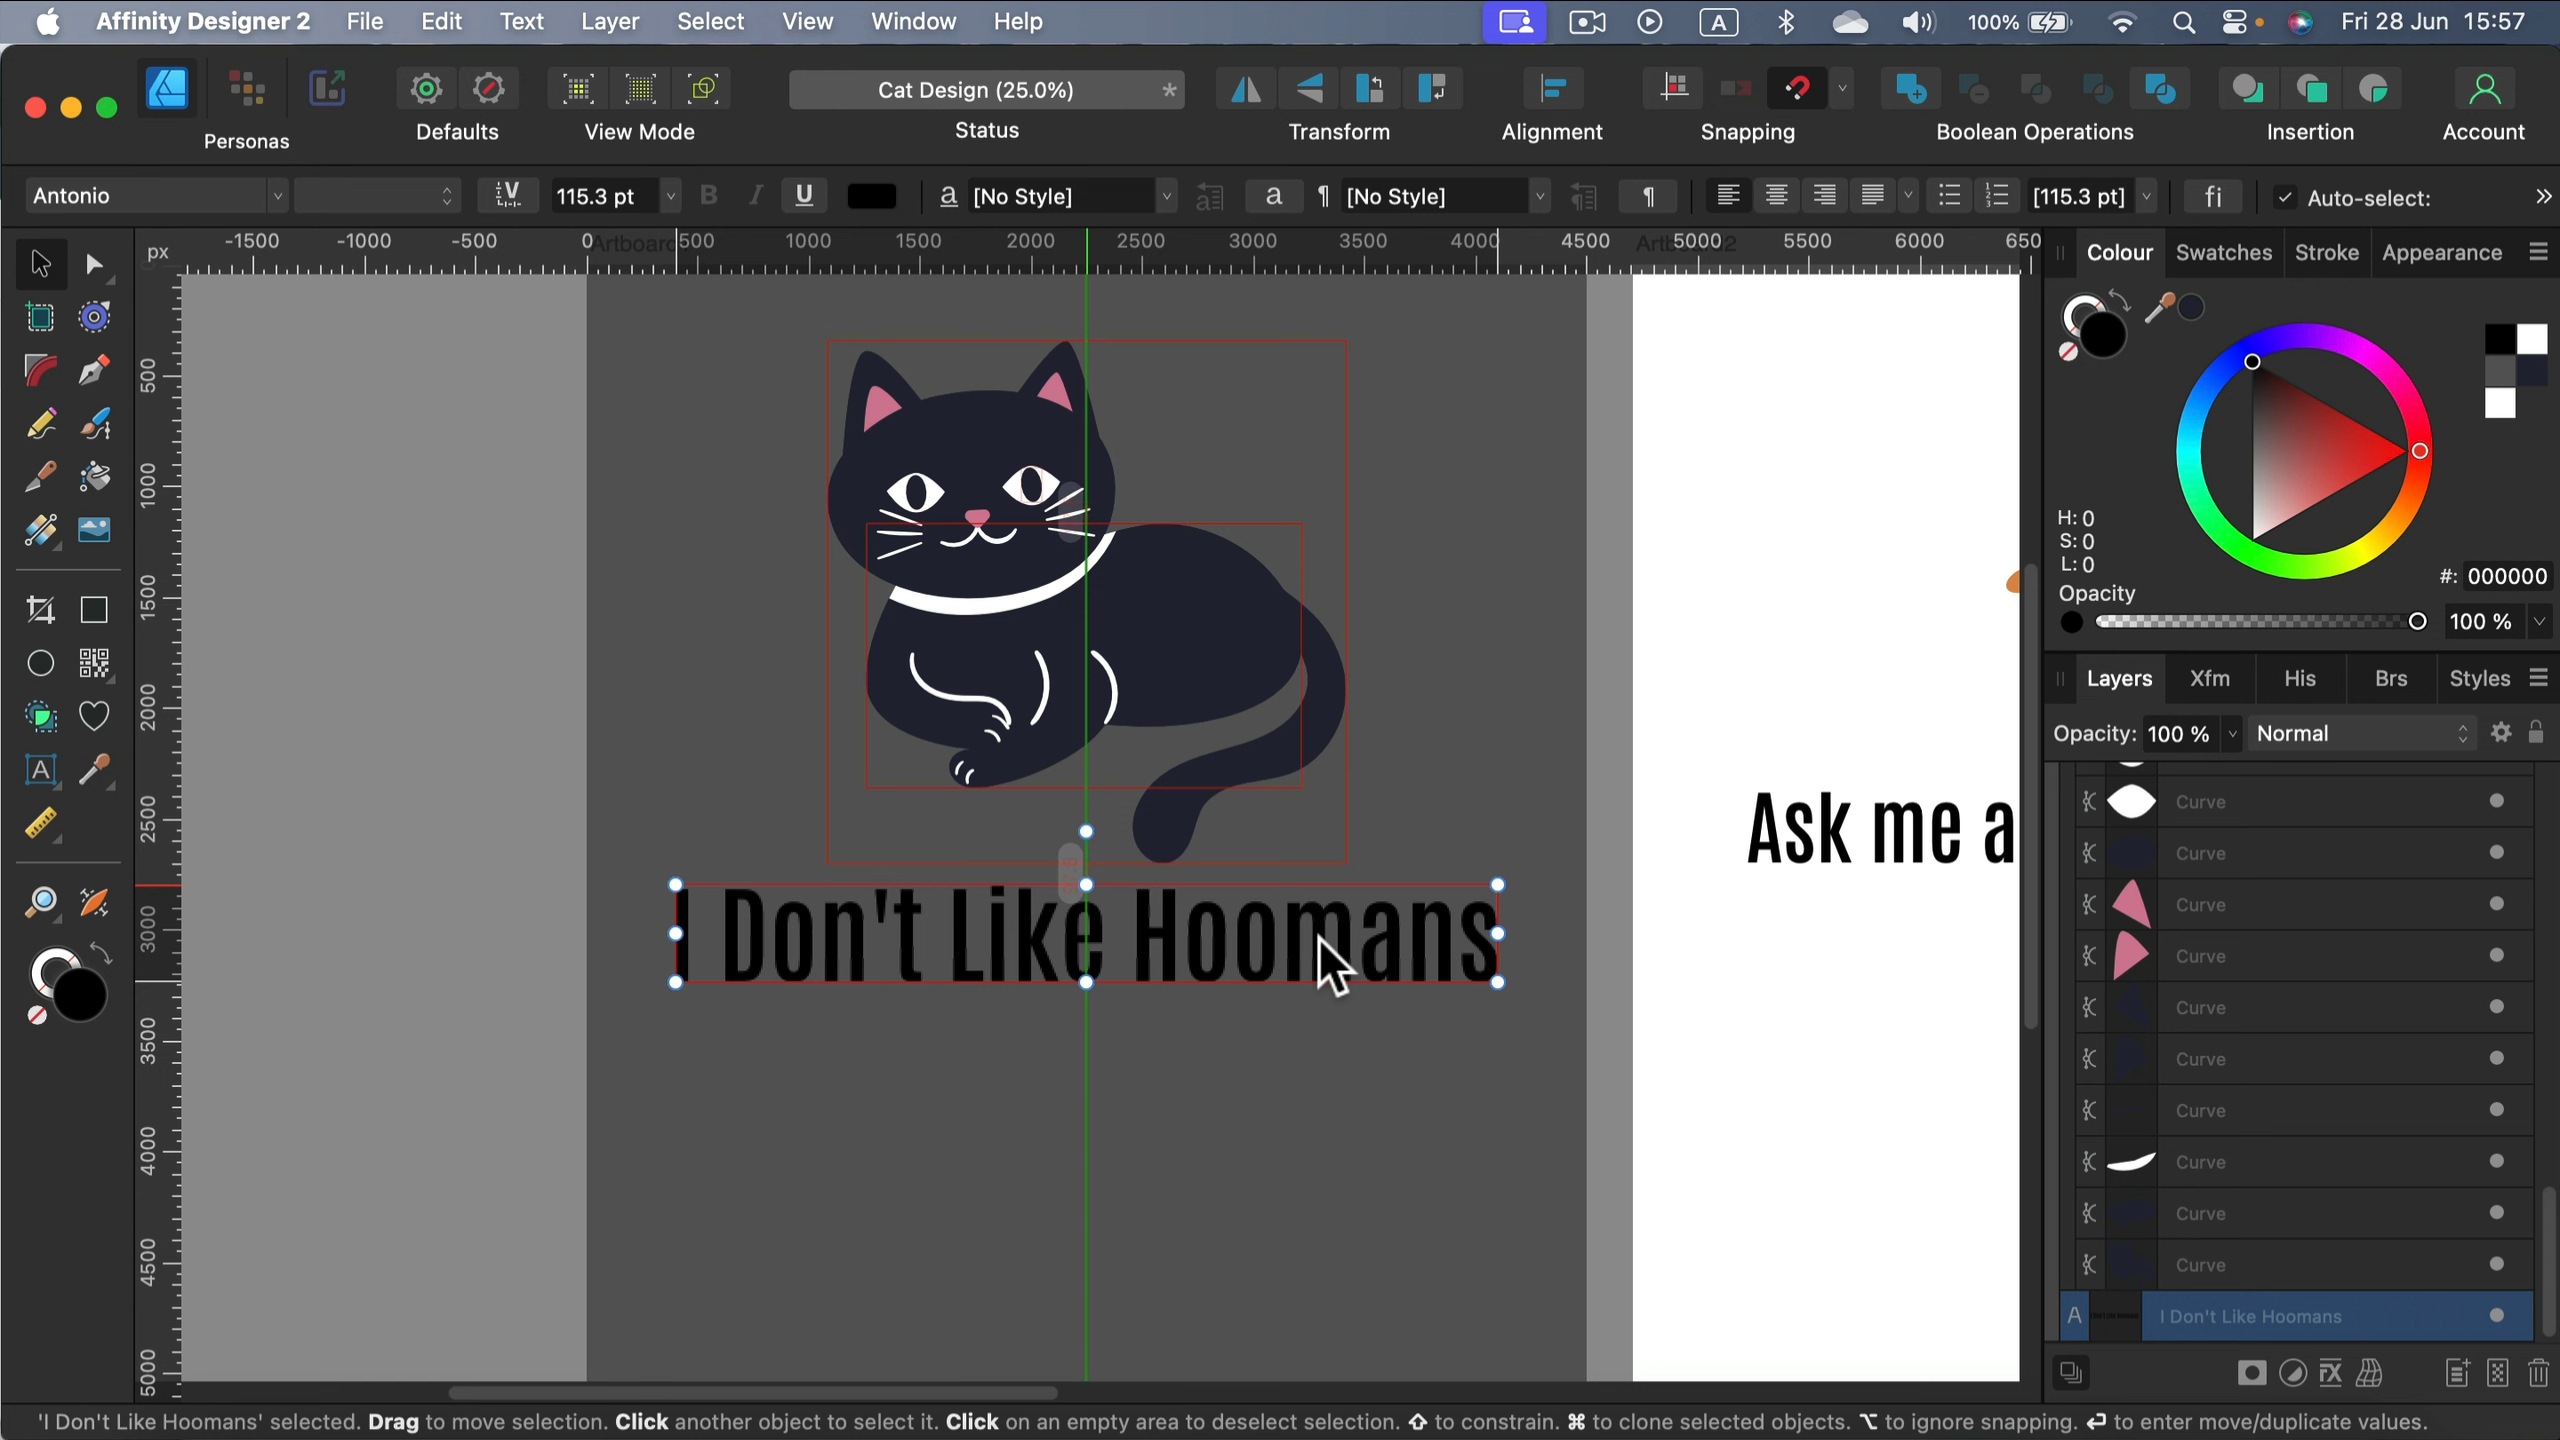 Affinity Designer 2 File Edit Text Layer Select View Window Help A 100% Fri 28 Jun 15:57
Cat Design (25.0%) *
Personas Defaults View Mode Status Transform Alignment Snapping Boolean Operations Insertion Account
Antonio 115.3 pt B I U a [No Style] a ¶ [No Style] ¶ [115.3 pt] fi Auto-select:
px -1500 -1000 -500 0 500 1000 1500 2000 2500 3000 3500 4000 4500 5000 5500 6000 650
Colour Swatches Stroke Appearance
500
1000
1500
2000
2500
3000
3500
4000
4500
5000
H: 0
S: 0
L: 0
#: 000000
Opacity
100 %
Layers Xfm His Brs Styles
Opacity: 100 % Normal
Curve
Curve
Curve
Curve
Curve
Curve
Curve
Curve
Curve
Curve
A I Don't Like Hoomans
FX
Ask me a
I Don't Like Hoomans
'I Don't Like Hoomans' selected. Drag to move selection. Click another object to select it. Click on an empty area to deselect selection. ⇧ to constrain. ⌘ to clone selected objects. ⌥ to ignore snapping. ↩ to enter move/duplicate values.